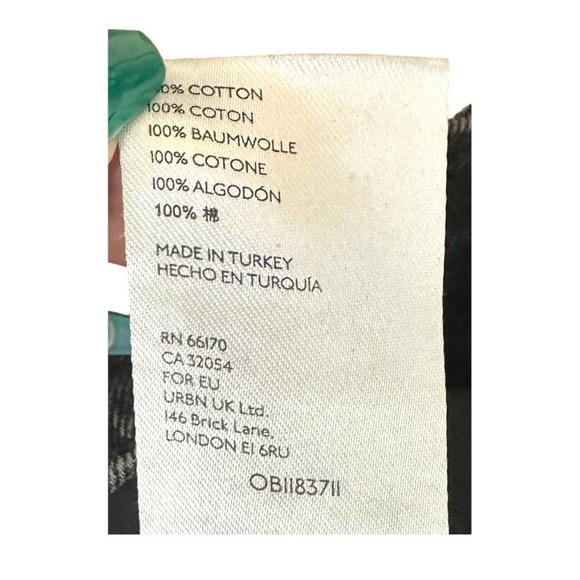 0% COTTON
100% COTON
100% BAUMWOLLE
100% COTONE
100% ALGODÓN
100% 棉
MADE IN TURKEY
HECHO EN TURQUÍA
RN 66170
CA 32054
FOR EU
URBN UK Ltd.
146 Brick Lane,
LONDON E1 6RU
OB1183711